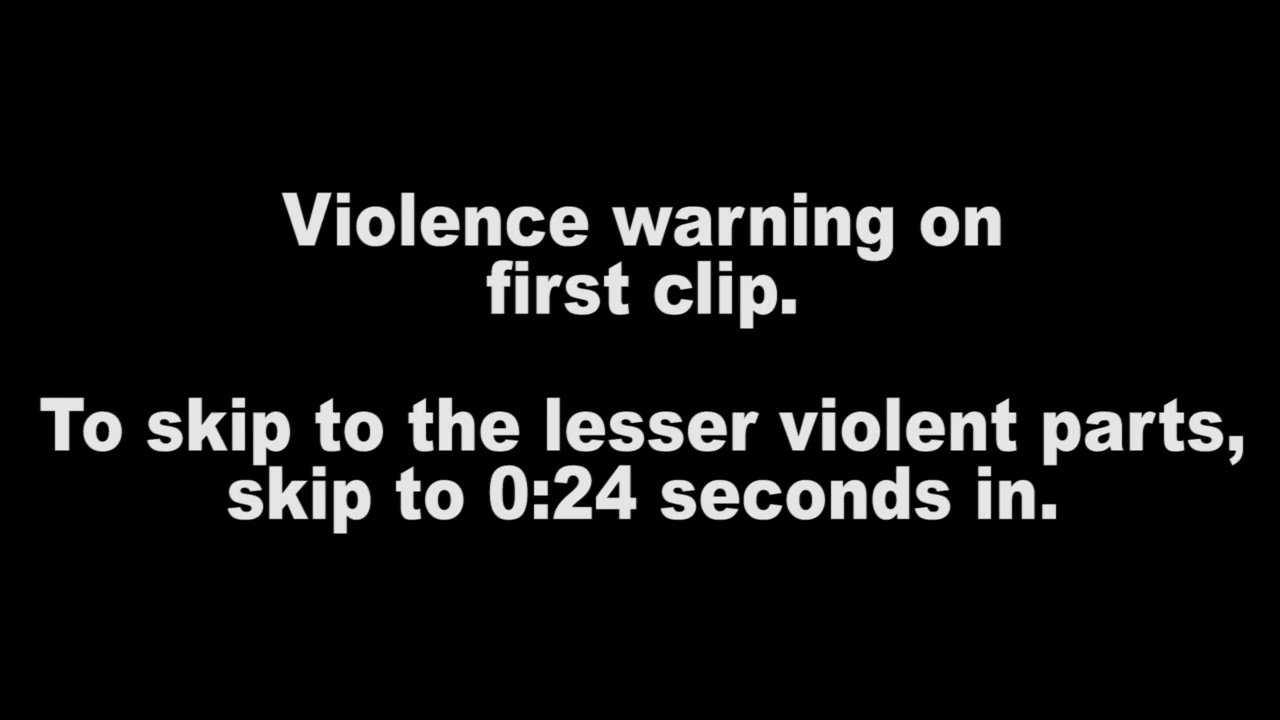 Violence warning on
first clip.
To skip to the lesser violent parts,
skip to 0:24 seconds in.